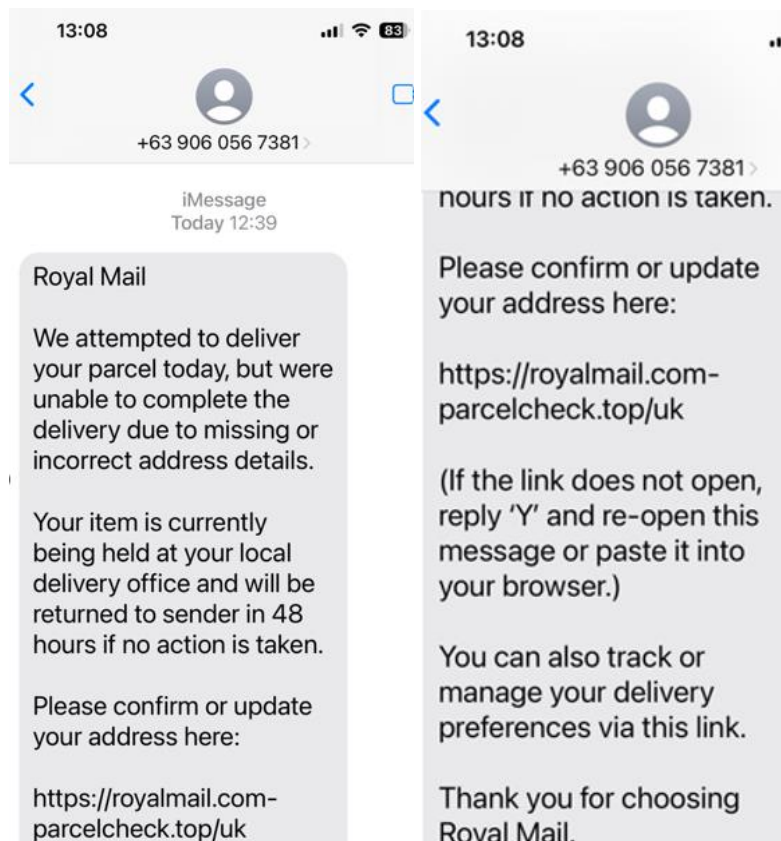 13:08
83
+63 906 056 7381
iMessage
Today 12:39
Royal Mail
We attempted to deliver
your parcel today, but were
unable to complete the
delivery due to missing or
incorrect address details.
Your item is currently
being held at your local
delivery office and will be
returned to sender in 48
hours if no action is taken.
Please confirm or update
your address here:
https://royalmail.com-
parcelcheck.top/uk
13:08
+63 906 056 7381
hours if no action is taken.
Please confirm or update
your address here:
https://royalmail.com-
parcelcheck.top/uk
(If the link does not open,
reply ‘Y’ and re-open this
message or paste it into
your browser.)
You can also track or
manage your delivery
preferences via this link.
Thank you for choosing
Royal Mail.